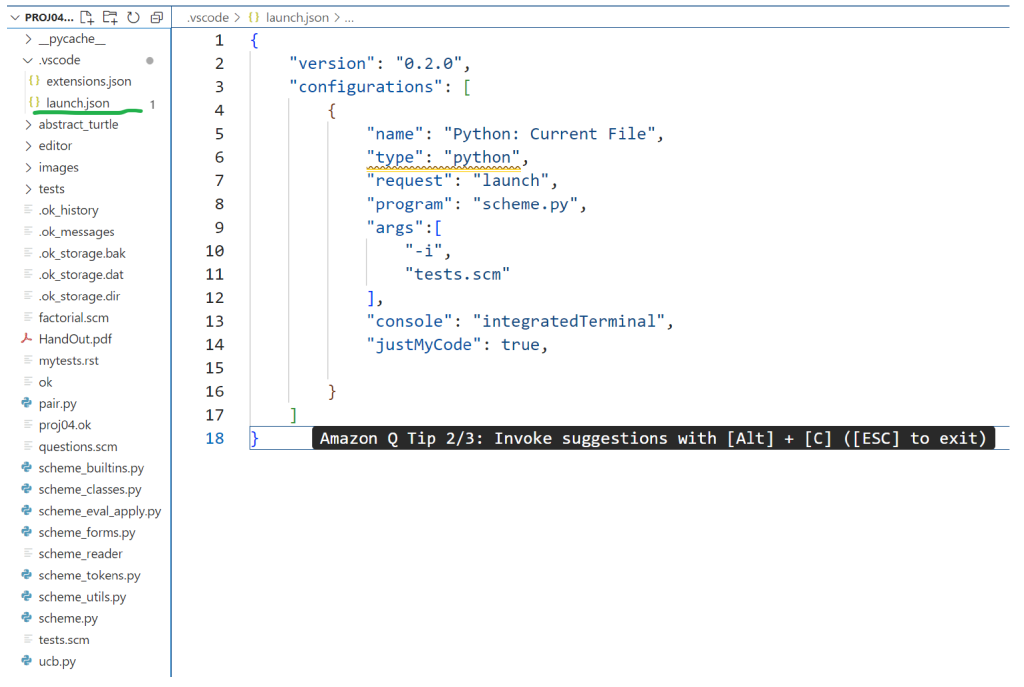 PROJ04...
__pycache__
.vscode
extensions.json
launch.json 1
abstract_turtle
editor
images
tests
.ok_history
.ok_messages
.ok_storage.bak
.ok_storage.dat
.ok_storage.dir
factorial.scm
HandOut.pdf
mytests.rst
ok
pair.py
proj04.ok
questions.scm
scheme_builtins.py
scheme_classes.py
scheme_eval_apply.py
scheme_forms.py
scheme_reader
scheme_tokens.py
scheme_utils.py
scheme.py
tests.scm
ucb.py
.vscode > {} launch.json > ...
1 {
2 "version": "0.2.0",
3 "configurations": [
4 {
5 "name": "Python: Current File",
6 "type": "python",
7 "request": "launch",
8 "program": "scheme.py",
9 "args":[
10 "-i",
11 "tests.scm"
12 ],
13 "console": "integratedTerminal",
14 "justMyCode": true,
15
16 }
17 ]
18 } Amazon Q Tip 2/3: Invoke suggestions with [Alt] + [C] ([ESC] to exit)